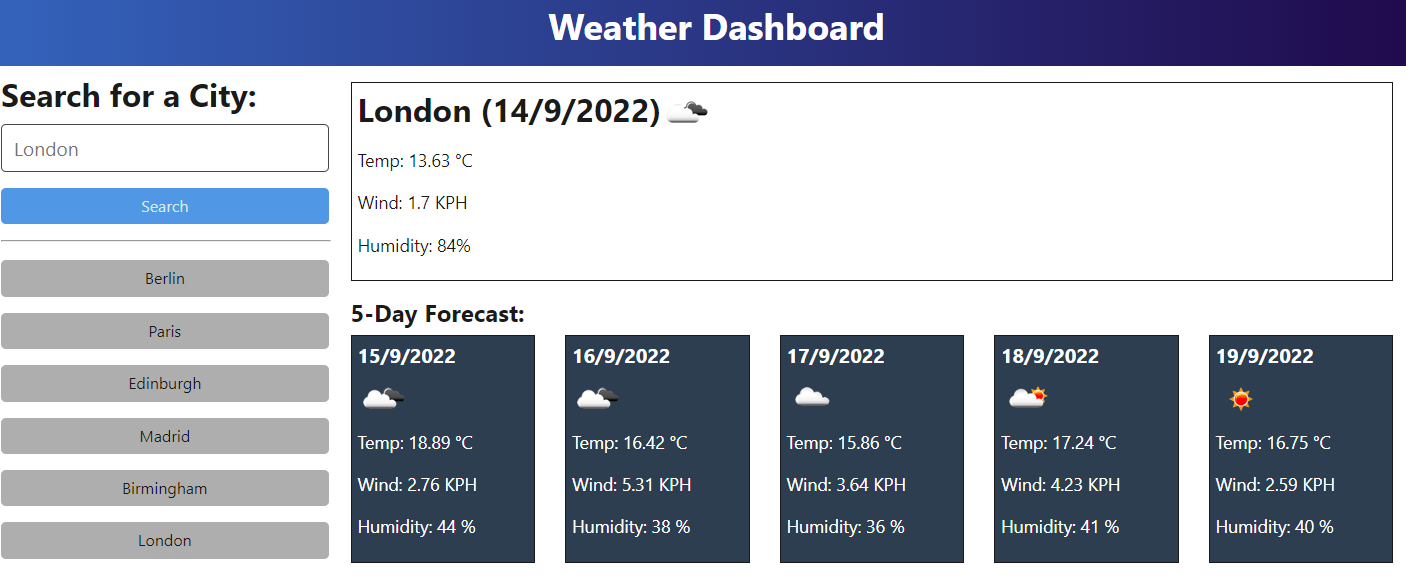 Weather Dashboard
Search for a City:
London
Search
Berlin
Paris
Edinburgh
Madrid
Birmingham
London
London (14/9/2022)
Temp: 13.63 °C
Wind: 1.7 KPH
Humidity: 84%
5-Day Forecast:
15/9/2022
Temp: 18.89 °C
Wind: 2.76 KPH
Humidity: 44 %
16/9/2022
Temp: 16.42 °C
Wind: 5.31 KPH
Humidity: 38 %
17/9/2022
Temp: 15.86 °C
Wind: 3.64 KPH
Humidity: 36 %
18/9/2022
Temp: 17.24 °C
Wind: 4.23 KPH
Humidity: 41 %
19/9/2022
Temp: 16.75 °C
Wind: 2.59 KPH
Humidity: 40 %